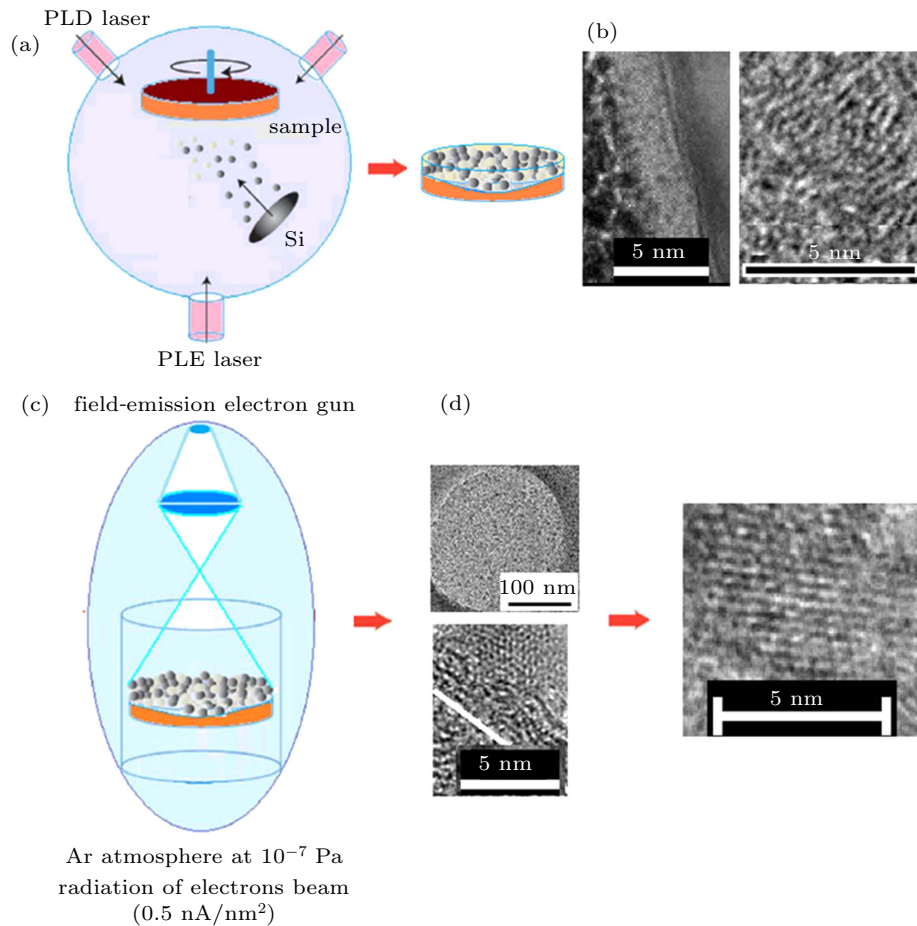 PLD laser
(a)
sample
Si
PLE laser
(b)
5 nm
5 nm
(c) field-emission electron gun
Ar atmosphere at 10⁻⁷ Pa
radiation of electrons beam
(0.5 nA/nm²)
(d)
100 nm
5 nm
5 nm